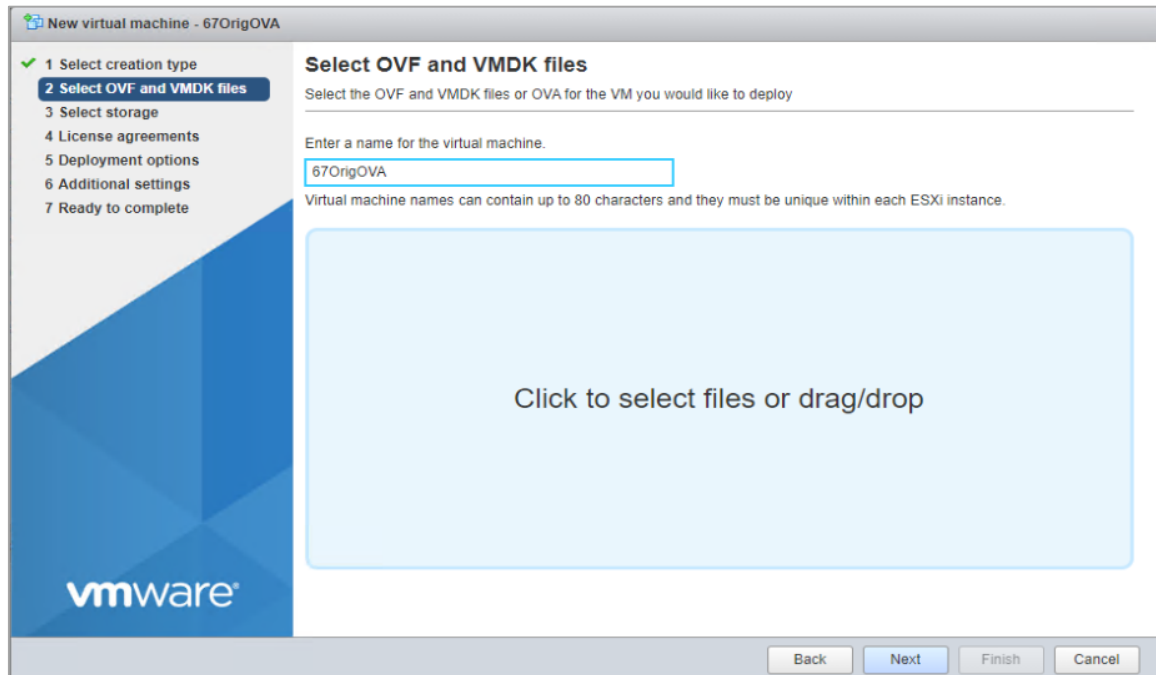 New virtual machine - 67OrigOVA
1 Select creation type
2 Select OVF and VMDK files
3 Select storage
4 License agreements
5 Deployment options
6 Additional settings
7 Ready to complete
Select OVF and VMDK files
Select the OVF and VMDK files or OVA for the VM you would like to deploy
Enter a name for the virtual machine.
67OrigOVA
Virtual machine names can contain up to 80 characters and they must be unique within each ESXi instance.
Click to select files or drag/drop
vmware®
Back Next Finish Cancel